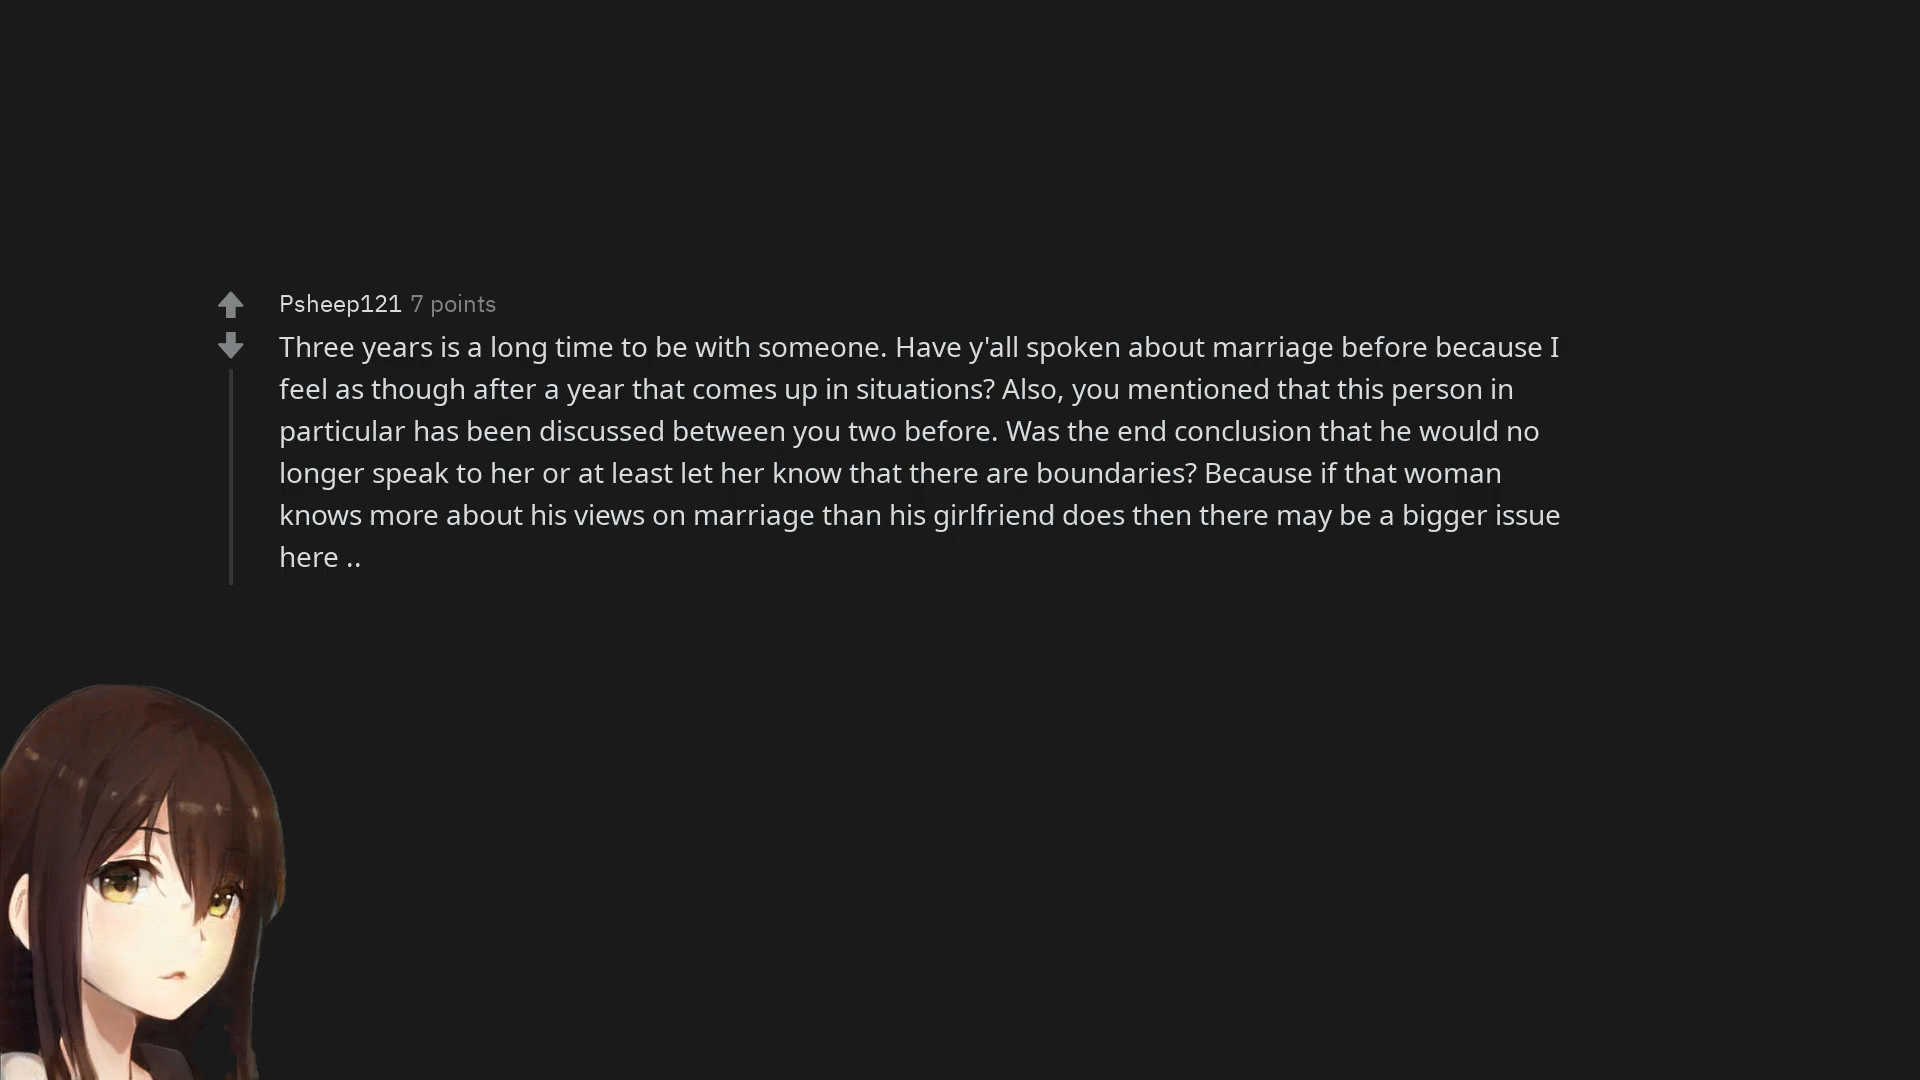 Psheep121 7 points
Three years is a long time to be with someone. Have y'all spoken about marriage before because I
feel as though after a year that comes up in situations? Also, you mentioned that this person in
particular has been discussed between you two before. Was the end conclusion that he would no
longer speak to her or at least let her know that there are boundaries? Because if that woman
knows more about his views on marriage than his girlfriend does then there may be a bigger issue
here ..